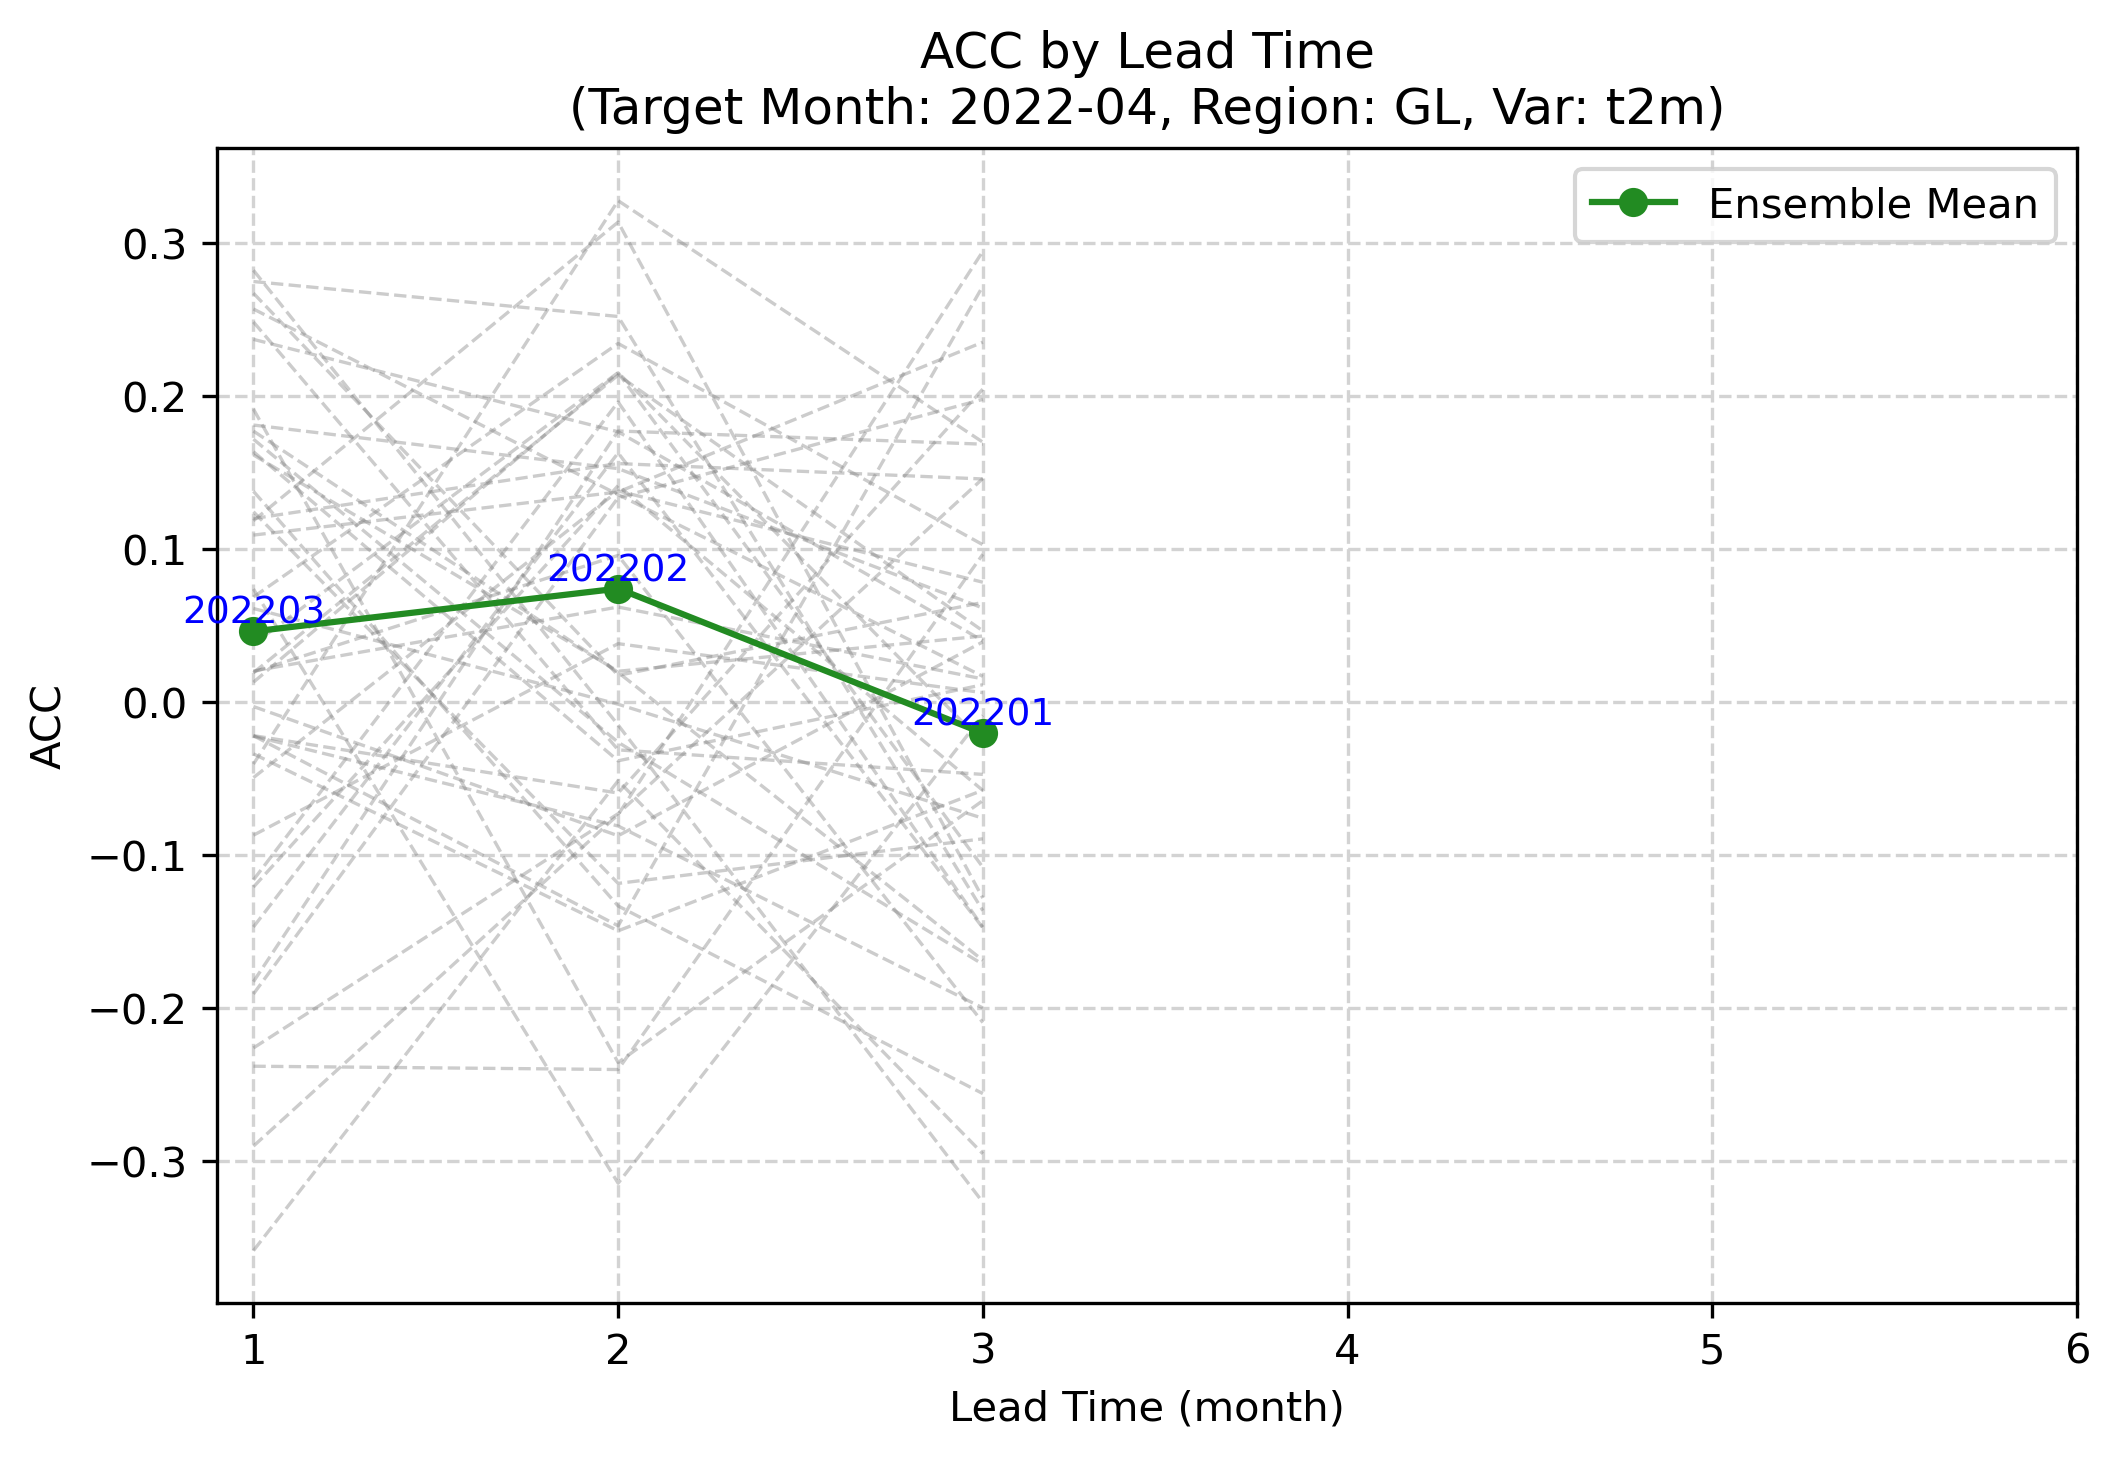 ACC by Lead Time
(Target Month: 2022-04, Region: GL, Var: t2m)
Ensemble Mean
0.3
0.2
0.1
0.0
−0.1
−0.2
−0.3
ACC
202203
202202
202201
1 2 3 4 5 6
Lead Time (month)